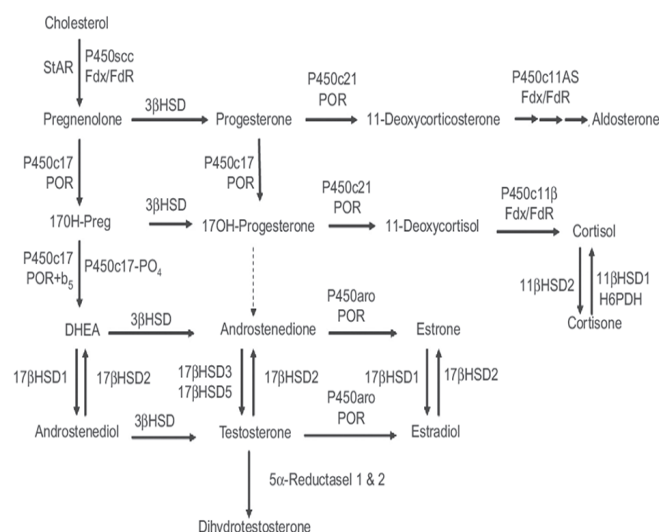 Cholesterol
StAR
P450scc
Fdx/FdR
Pregnenolone
3βHSD
Progesterone
P450c21
POR
11-Deoxycorticosterone
P450c11AS
Fdx/FdR
Aldosterone
P450c17
POR
P450c17
POR
170H-Preg
3βHSD
17OH-Progesterone
P450c21
POR
11-Deoxycortisol
P450c11β
Fdx/FdR
Cortisol
P450c17
POR+b5
P450c17-PO4
11βHSD2
11βHSD1
H6PDH
Cortisone
DHEA
3βHSD
Androstenedione
P450aro
POR
Estrone
17βHSD1
17βHSD2
17βHSD3
17βHSD5
17βHSD2
17βHSD1
17βHSD2
Androstenediol
3βHSD
Testosterone
P450aro
POR
Estradiol
5α-Reductasel 1 & 2
Dihydrotestosterone